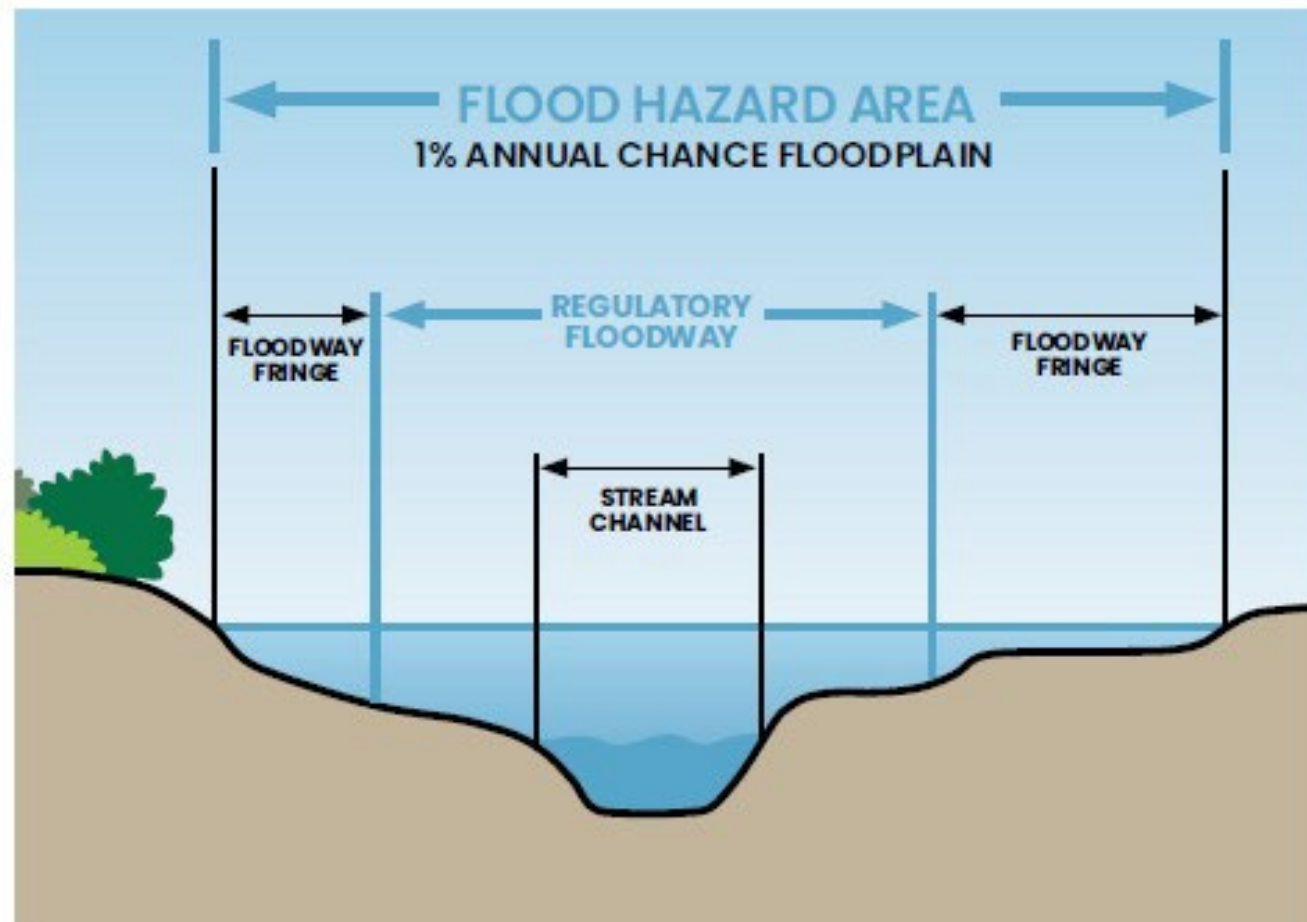 FLOOD HAZARD AREA
1% ANNUAL CHANCE FLOODPLAIN
REGULATORY
FLOODWAY
FLOODWAY
FRINGE
FLOODWAY
FRINGE
STREAM
CHANNEL